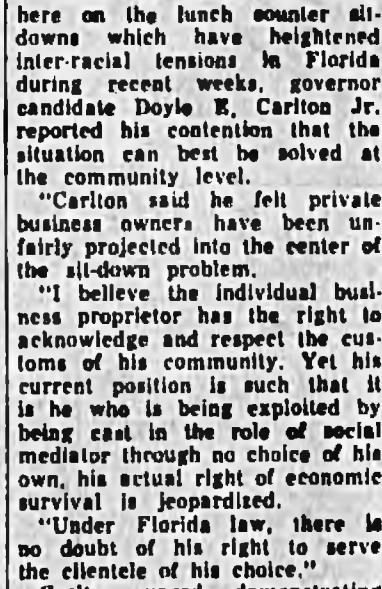 here on the lunch counter sit-
downs which have heightened
inter-racial tensions in Florida
during recent weeks, governor
candidate Doyle E. Carlton Jr.
reported his contention that the
situation can best be solved at
the community level.
"Carlton said he felt private
business owners have been un-
fairly projected into the center of
the sit-down problem.
"I believe the individual busi-
ness proprietor has the right to
acknowledge and respect the cus-
toms of his community. Yet his
current position is such that it
is he who is being exploited by
being cast in the role of social
mediator through no choice of his
own, his actual right of economic
survival is jeopardized.
"Under Florida law, there is
no doubt of his right to serve
the clientele of his choice."